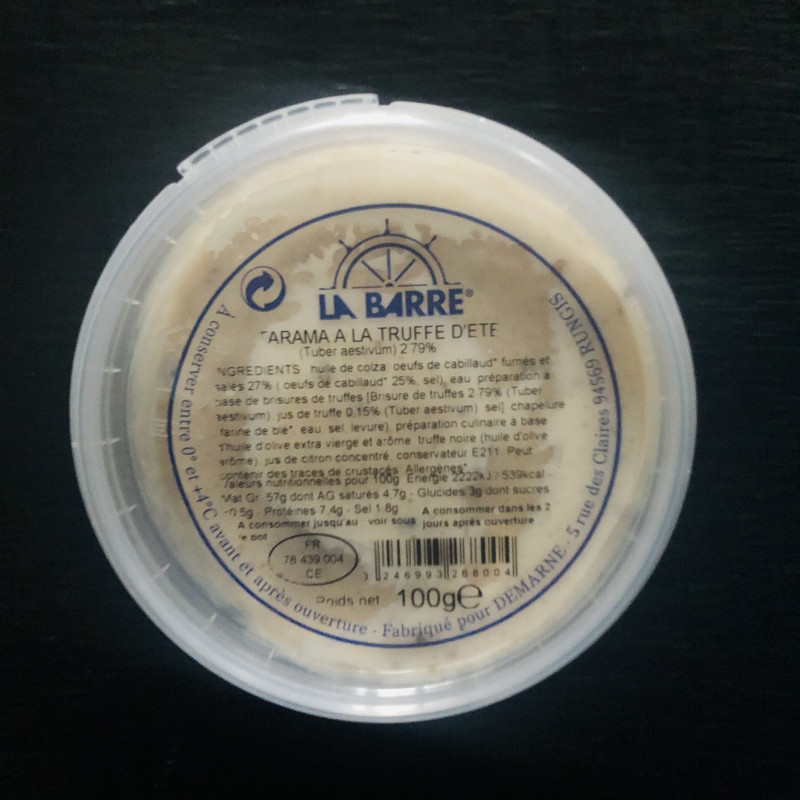 LA BARRE®
TARAMA A LA TRUFFE D'ETE
(Tuber aestivum) 2 79%
INGREDIENTS huile de colza oeufs de cabillaud* fumés et
salés 27% ( oeufs de cabillaud* 25%, sel), eau préparation à
base de brisures de truffes [Brisure de truffes 2 79% (Tuber
aestivum), jus de truffe 0,15% (Tuber aestivum) sel] chapelure
farine de blé* eau sel, levure), préparation culinaire à base
d'huile d'olive extra vierge et arôme truffe noire (huile d'olive
arôme), jus de citron concentré, conservateur E211 Peut
contenir des traces de crustacés Allergènes*
Valeurs nutritionnelles pour 100g Energie 2222kJ / 539kcal -
Mat Gr 57g dont AG saturés 4 7g - Glucides 3g dont sucres
0 5g - Protéines 7,4g - Sel 1 8g
A consommer jusqu'au voir sous le pot
A consommer dans les 2 jours après ouverture
FR
78 439 004
CE
3 246993 268004
Poids net 100g e
À conserver entre 0° et +4°C avant et après ouverture - Fabriqué pour DEMARNE - 5 rue des Claires 94569 RUNGIS